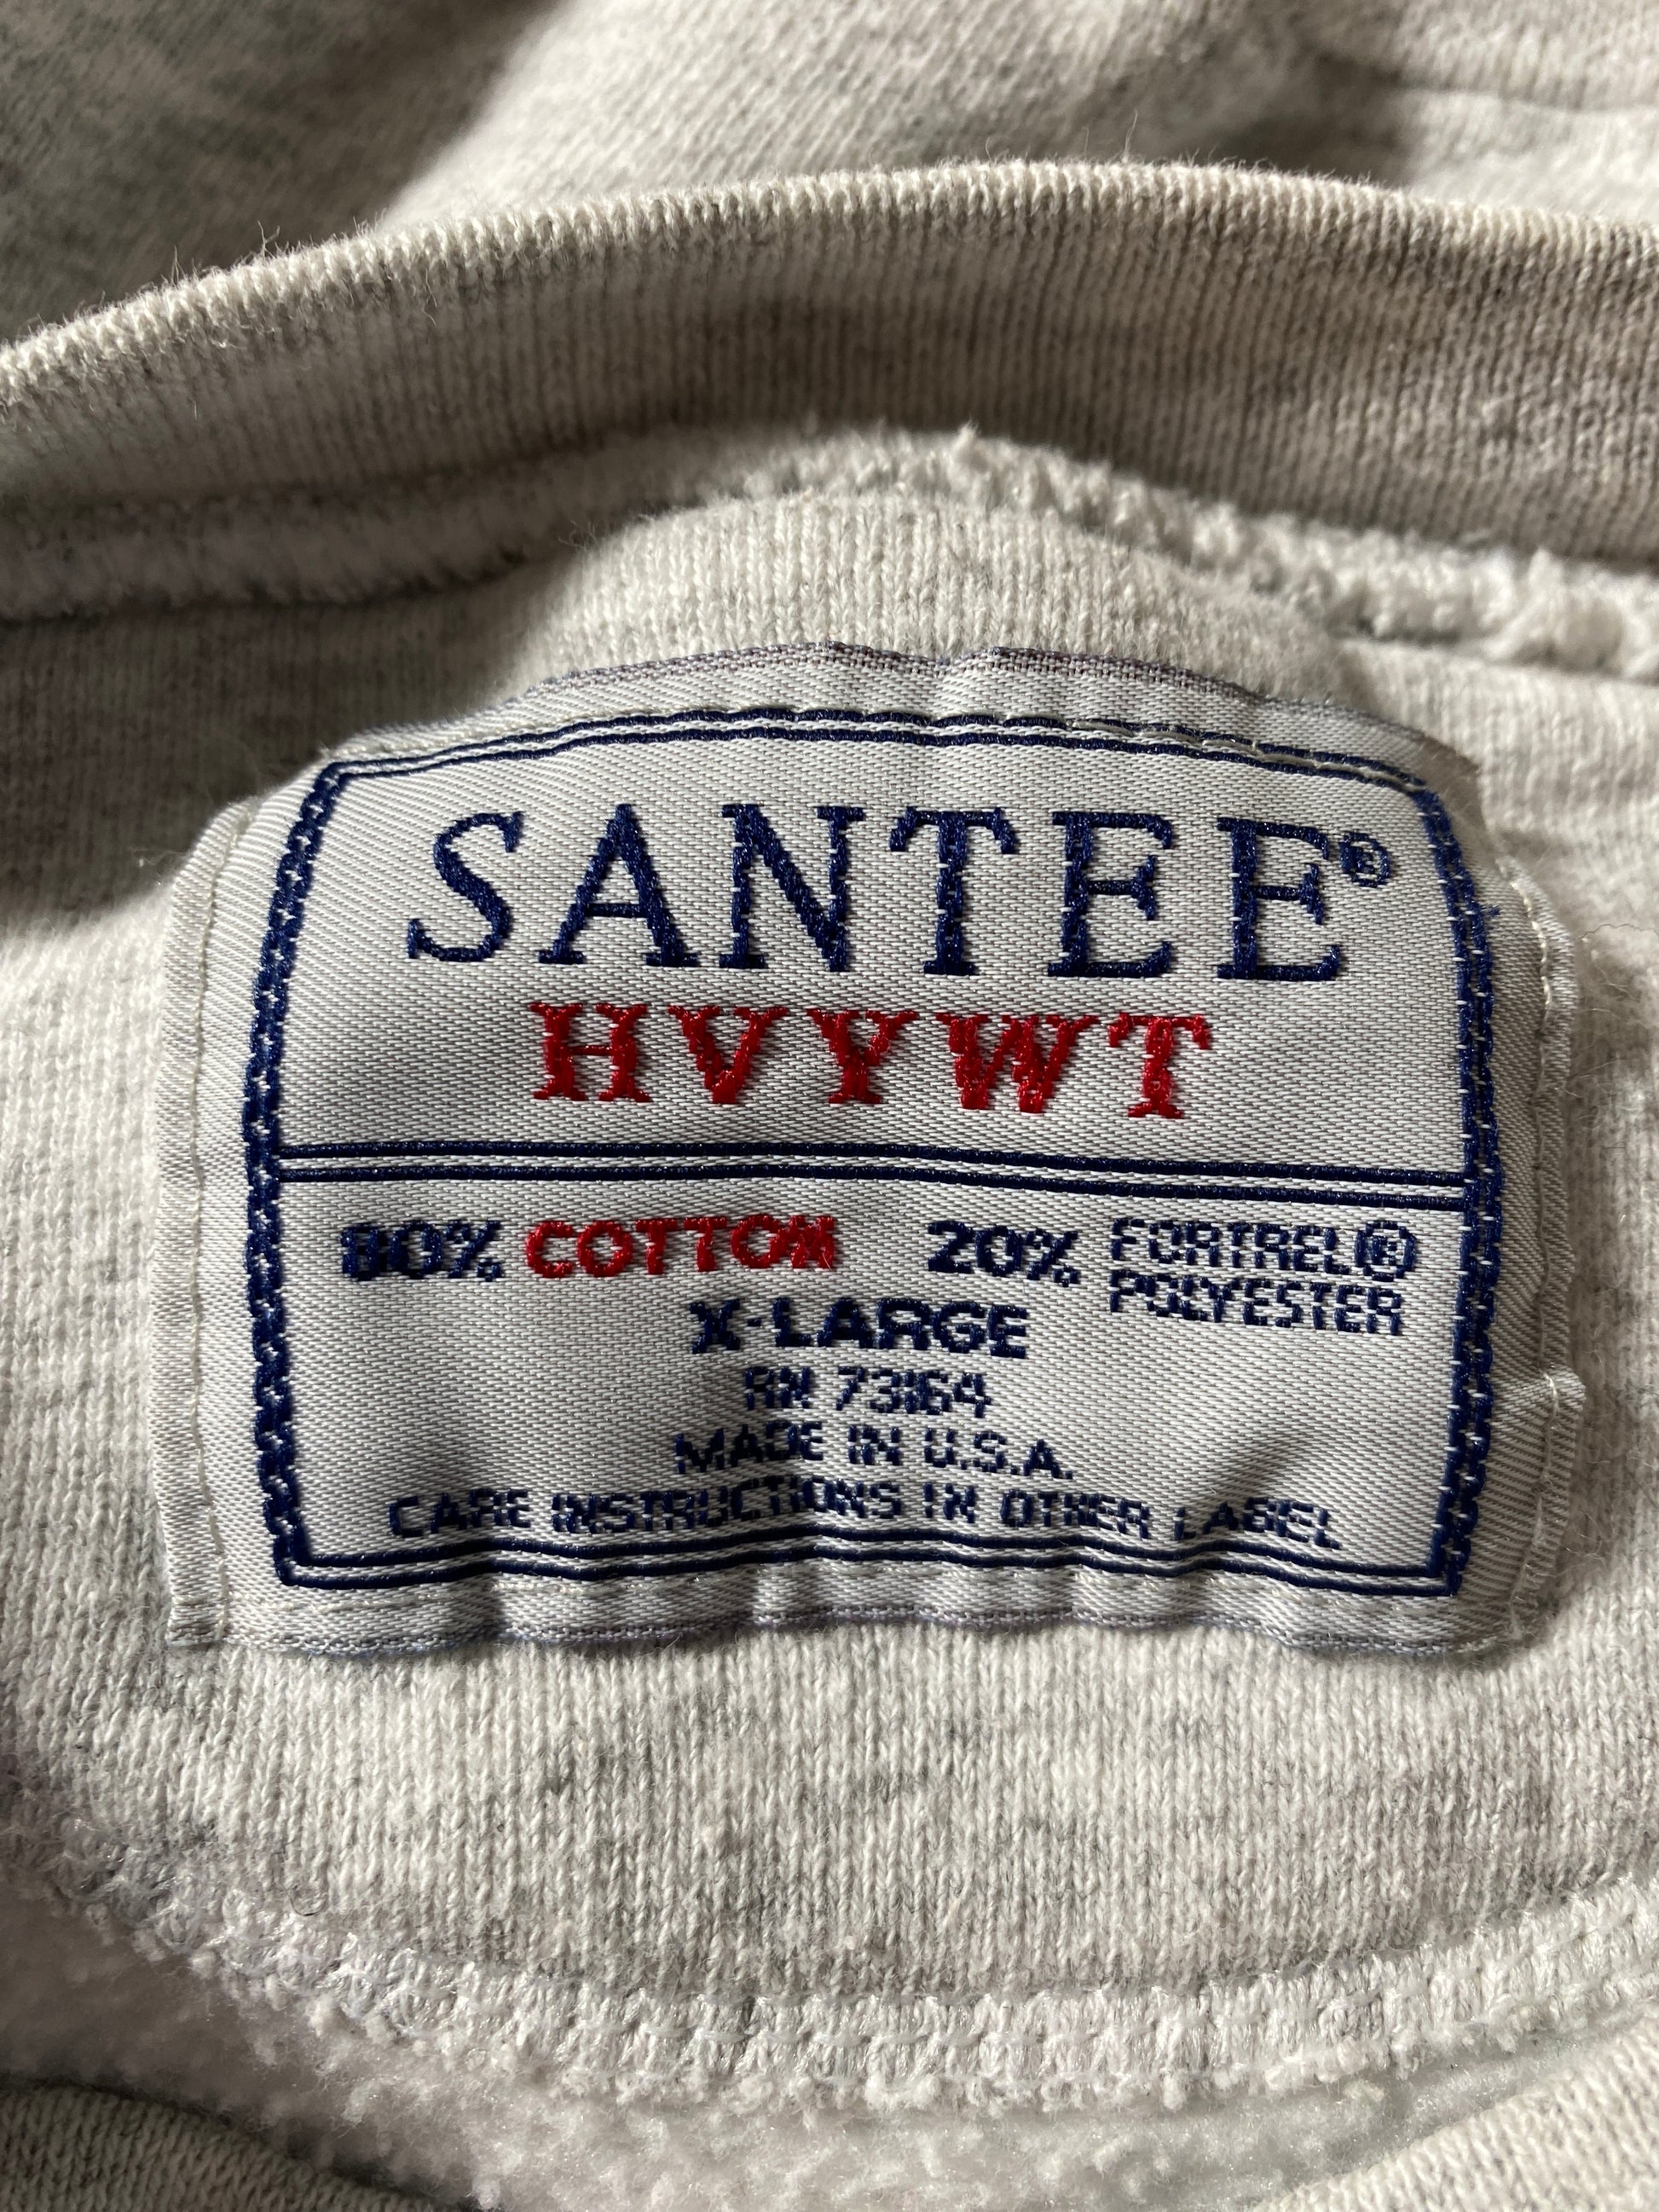 SANTEE®
HVYWT
80% COTTON 20% FORTREL®
POLYESTER
X-LARGE
RN 73164
MADE IN U.S.A.
CARE INSTRUCTIONS IN OTHER LABEL